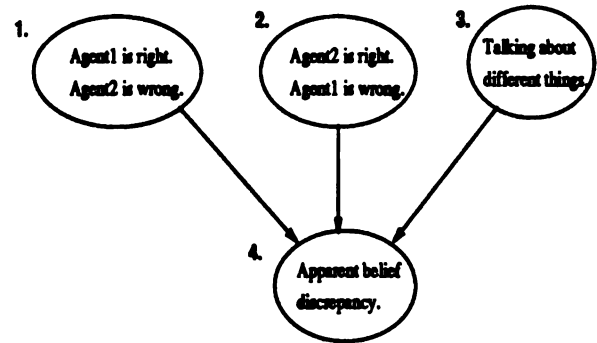 1.
Agent1 is right.
Agent2 is wrong.
2.
Agent2 is right.
Agent1 is wrong.
3.
Talking about
different things.
4.
Apparent belief
discrepancy.